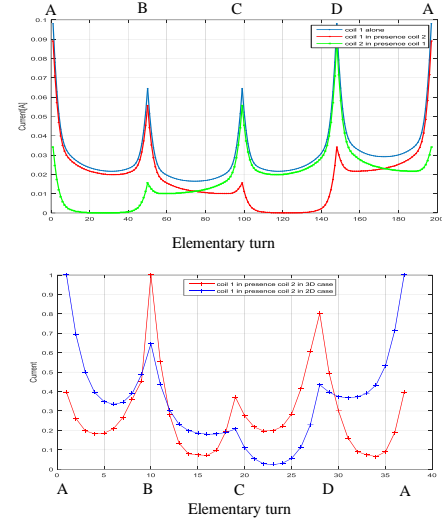 A B C D A
coil 1 alone
coil 1 in presence coil 2
coil 2 in presence coil 1
Current[A]
0.1
0.09
0.08
0.07
0.06
0.05
0.04
0.03
0.02
0.01
0
0 20 40 60 80 100 120 140 160 180 200
Elementary turn
coil 1 in presence coil 2 in 3D case
coil 1 in presence coil 2 in 2D case
Current
1
0.9
0.8
0.7
0.6
0.5
0.4
0.3
0.2
0.1
0
0 5 10 15 20 25 30 35 40
A B C D A
Elementary turn